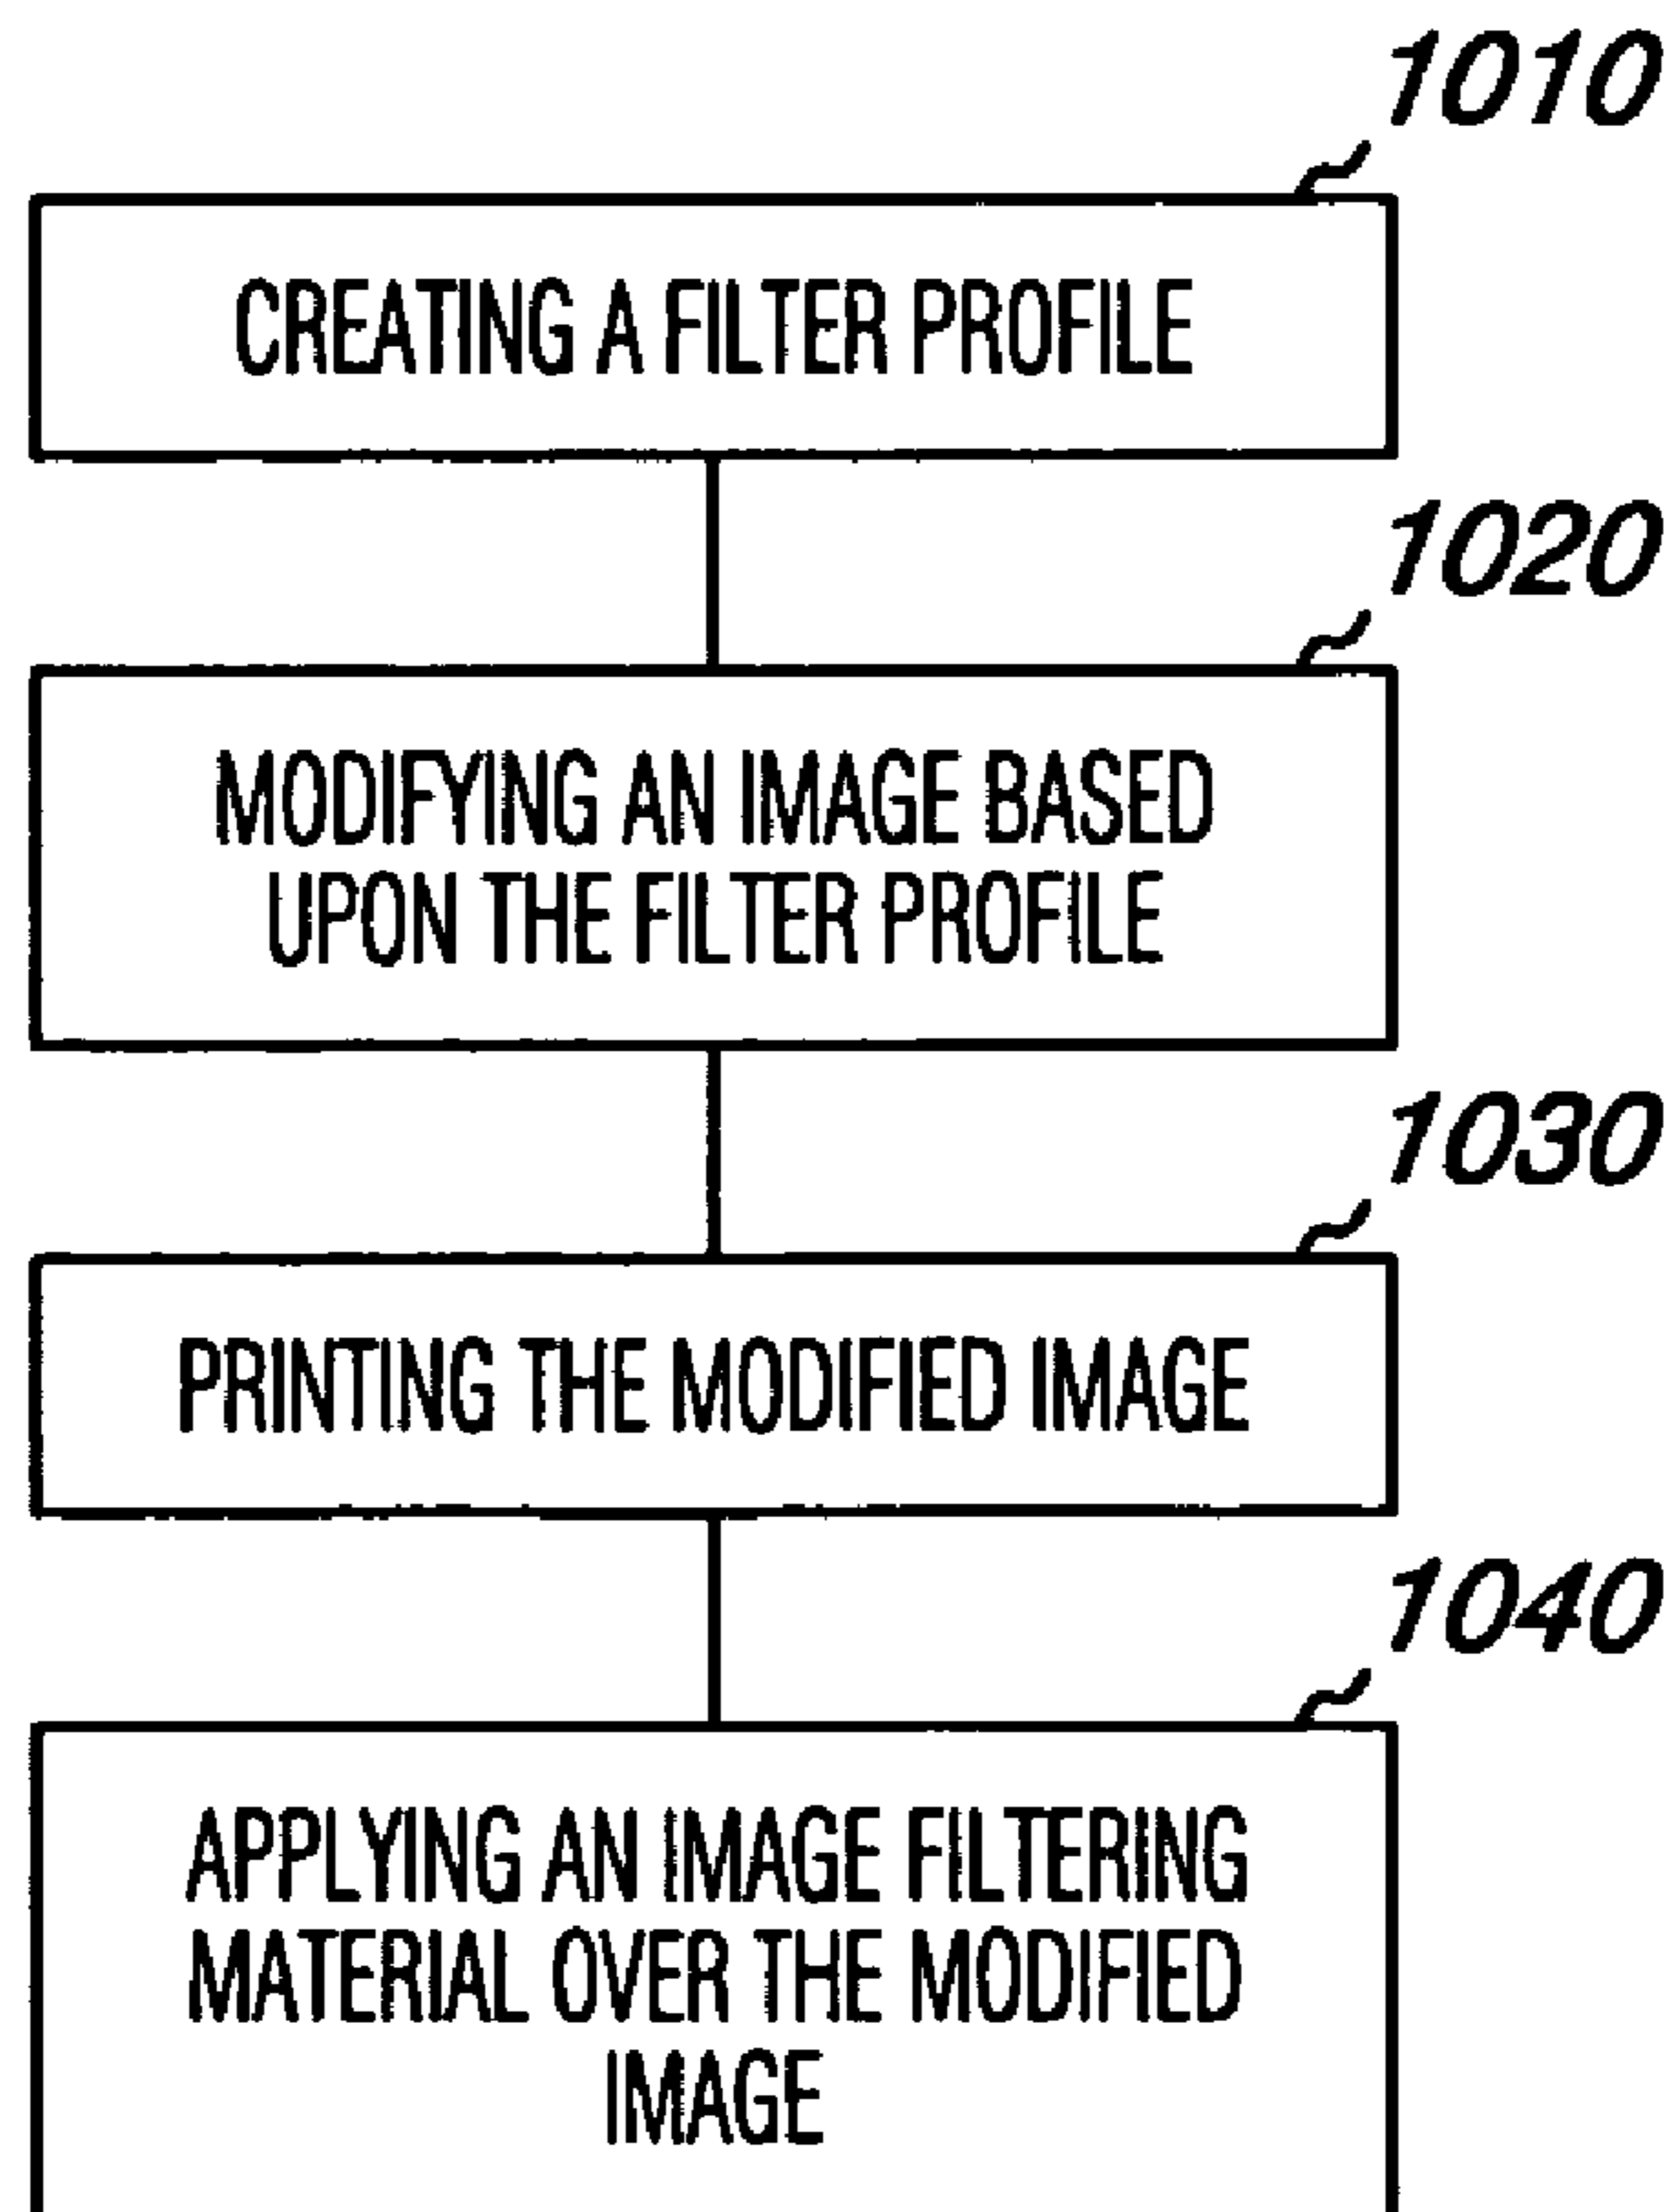 1010
CREATING A FILTER PROFILE
1020
MODIFYING AN IMAGE BASED
UPON THE FILTER PROFILE
1030
PRINTING THE MODIFIED IMAGE
1040
APPLYING AN IMAGE FILTERING
MATERIAL OVER THE MODIFIED
IMAGE